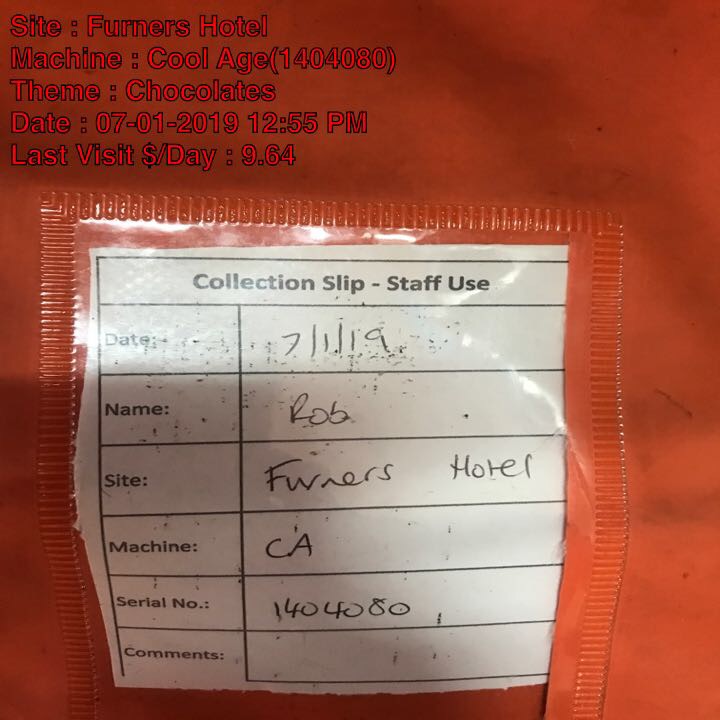 Site : Furners Hotel
Machine : Cool Age(1404080)
Theme : Chocolates
Date : 07-01-2019 12:55 PM
Last Visit $/Day : 9.64
Collection Slip - Staff Use
Date: 7/1/19
Name: Rob
Site: Furners Hotel
Machine: CA
Serial No.: 1404080
Comments: